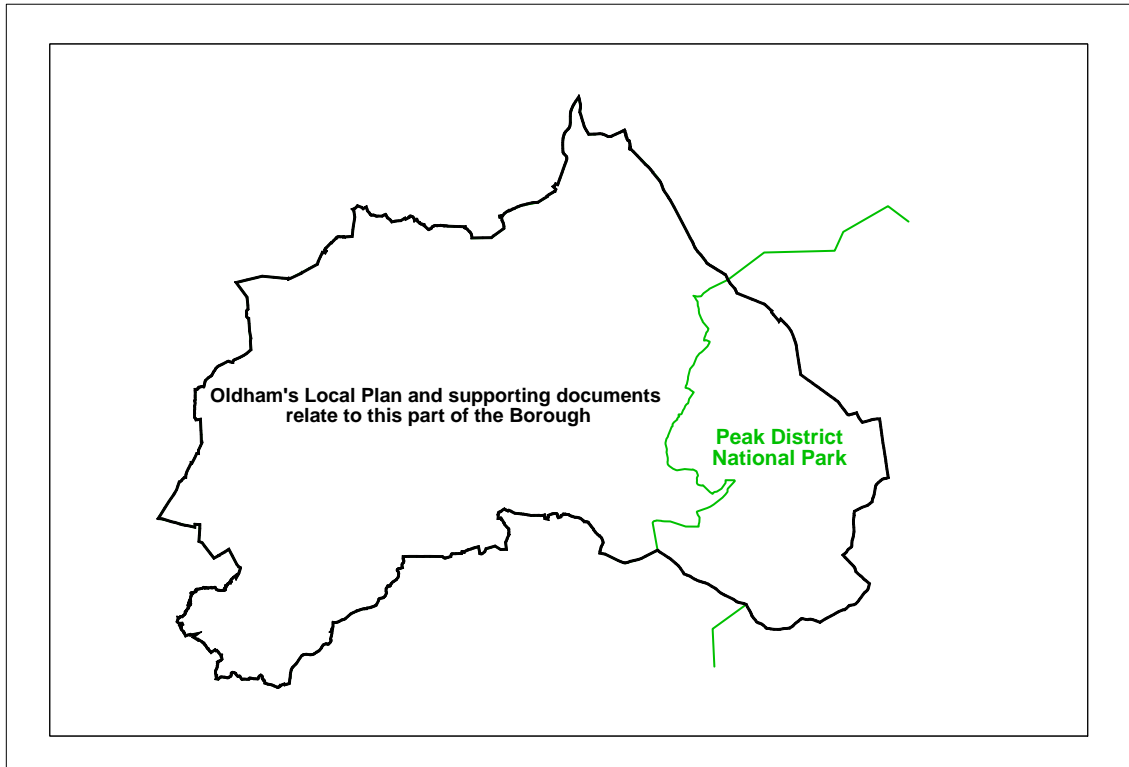 Oldham's Local Plan and supporting documents
relate to this part of the Borough
Peak District
National Park